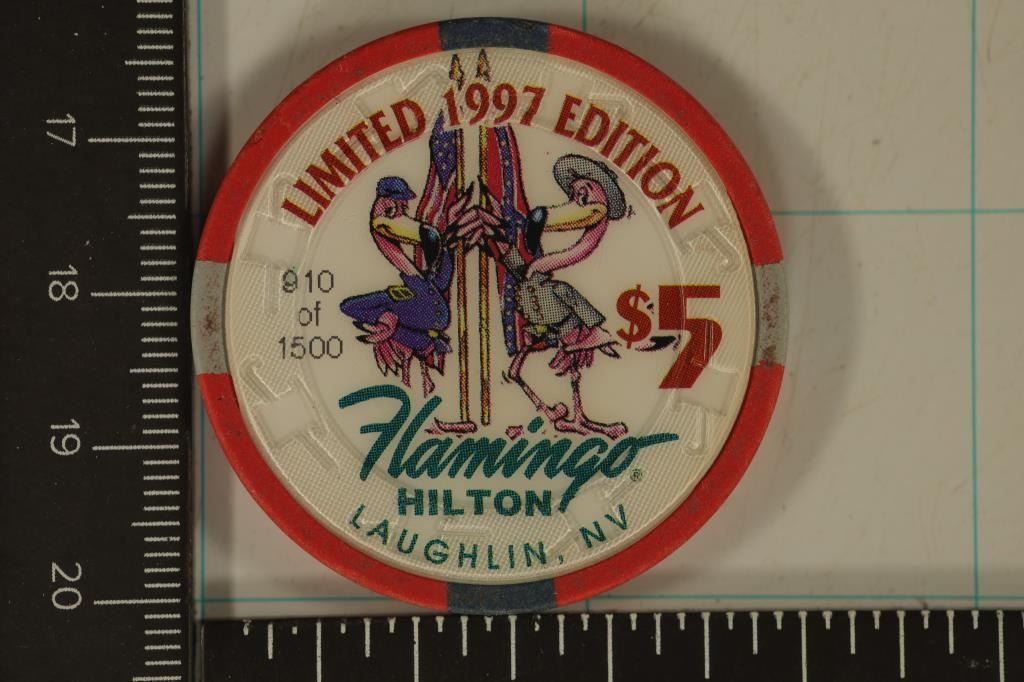 LIMITED 1997 EDITION
910
of
1500
$5
Flamingo®
HILTON
LAUGHLIN, NV
17
18
19
20